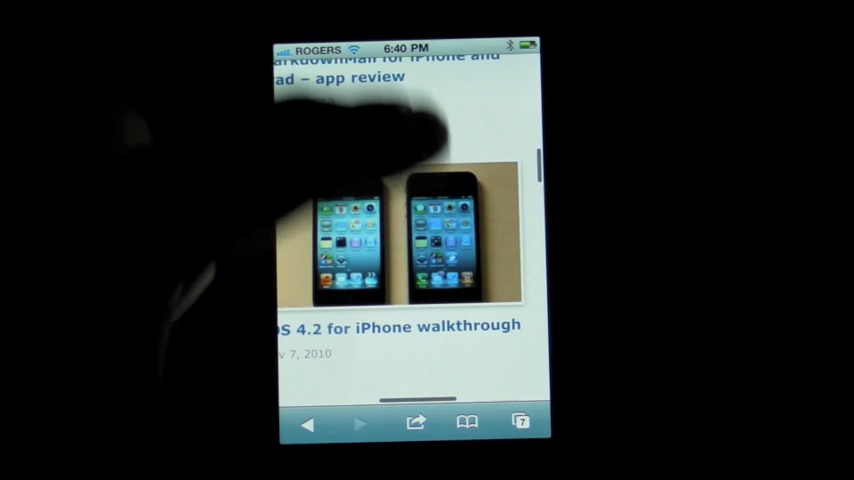 ROGERS 6:40 PM
for iPhone and
ad – app review
OS 4.2 for iPhone walkthrough
v 7, 2010
7